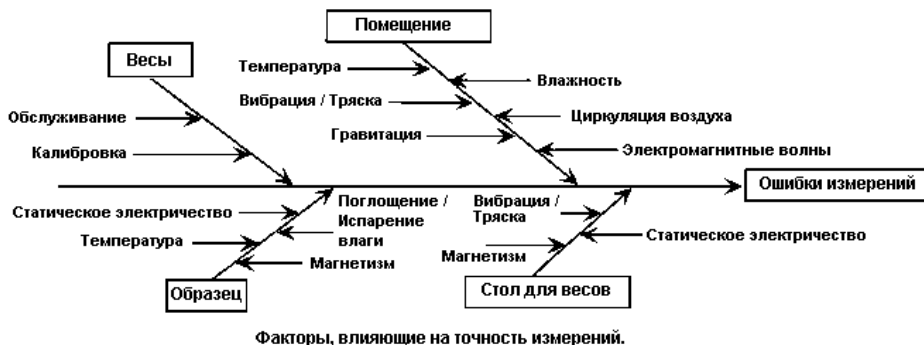 Помещение
Весы
Температура
Влажность
Вибрация / Тряска
Циркуляция воздуха
Обслуживание
Гравитация
Калибровка
Электромагнитные волны
Ошибки измерений
Статическое электричество
Поглощение /
Испарение
влаги
Вибрация /
Тряска
Температура
Статическое электричество
Магнетизм
Магнетизм
Образец
Стол для весов
Факторы, влияющие на точность измерений.